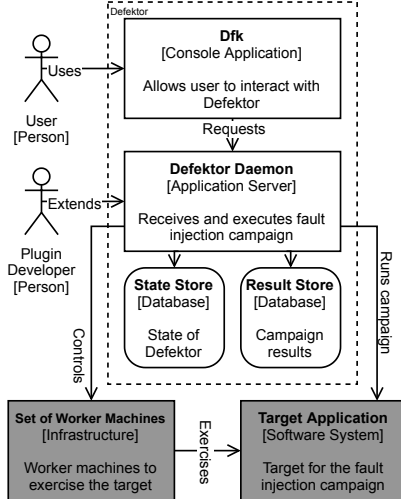 Defektor
Dfk
[Console Application]
Allows user to interact with
Defektor
Uses
User
[Person]
Requests
Defektor Daemon
[Application Server]
Receives and executes fault
injection campaign
Extends
Plugin
Developer
[Person]
State Store
[Database]
State of
Defektor
Result Store
[Database]
Campaign
results
Controls
Runs campaign
Set of Worker Machines
[Infrastructure]
Worker machines to
exercise the target
Exercises
Target Application
[Software System]
Target for the fault
injection campaign